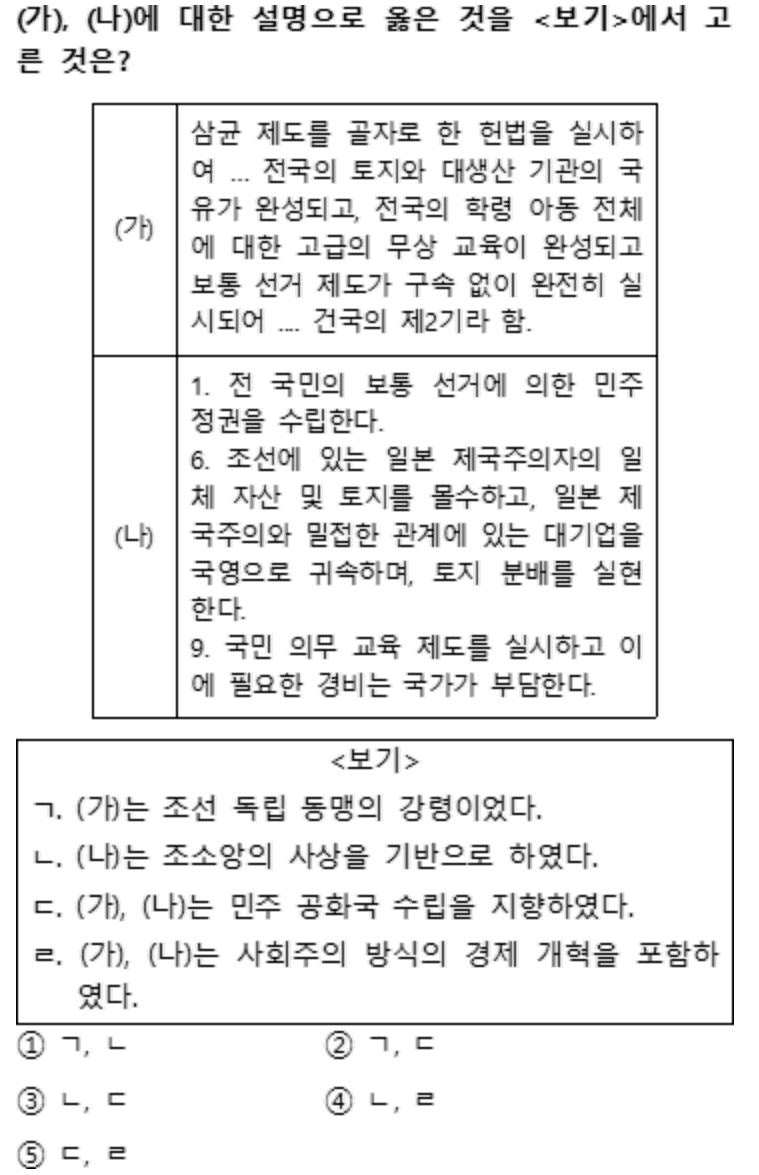 (가), (나)에 대한 설명으로 옳은 것을 <보기>에서 고
른 것은?
삼균 제도를 골자로 한 헌법을 실시하
여 ... 전국의 토지와 대생산 기관의 국
유가 완성되고, 전국의 학령 아동 전체
(가)
에 대한 고급의 무상 교육이 완성되고
보통 선거 제도가 구속 없이 완전히 실
시되어 .... 건국의 제2기라 함.
1. 전 국민의 보통 선거에 의한 민주
정권을 수립한다.
6. 조선에 있는 일본 제국주의자의 일
체 자산 및 토지를 몰수하고, 일본 제
(나)
국주의와 밀접한 관계에 있는 대기업을
국영으로 귀속하며, 토지 분배를 실현
한다.
9. 국민 의무 교육 제도를 실시하고 이
에 필요한 경비는 국가가 부담한다.
<보기>
ㄱ. (가)는 조선 독립 동맹의 강령이었다.
ㄴ. (나)는 조소앙의 사상을 기반으로 하였다.
ㄷ. (가), (나)는 민주 공화국 수립을 지향하였다.
ㄹ. (가), (나)는 사회주의 방식의 경제 개혁을 포함하
였다.
① ㄱ, ㄴ ② ㄱ, ㄷ
③ ㄴ, ㄷ ④ ㄴ, ㄹ
⑤ ㄷ, ㄹ